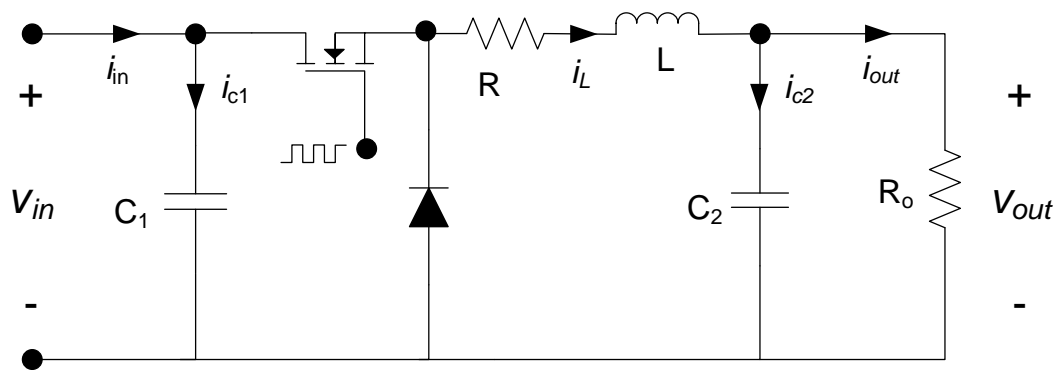 i_in
i_c1
R
i_L
L
i_c2
i_out
+
+
v_in
C_1
C_2
R_o
v_out
-
-